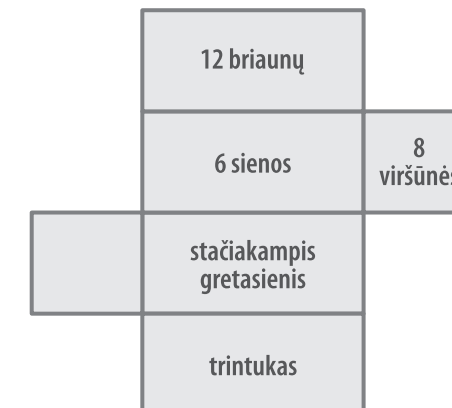 12 briaunų
6 sienos
8
viršūnės
stačiakampis
gretasienis
trintukas